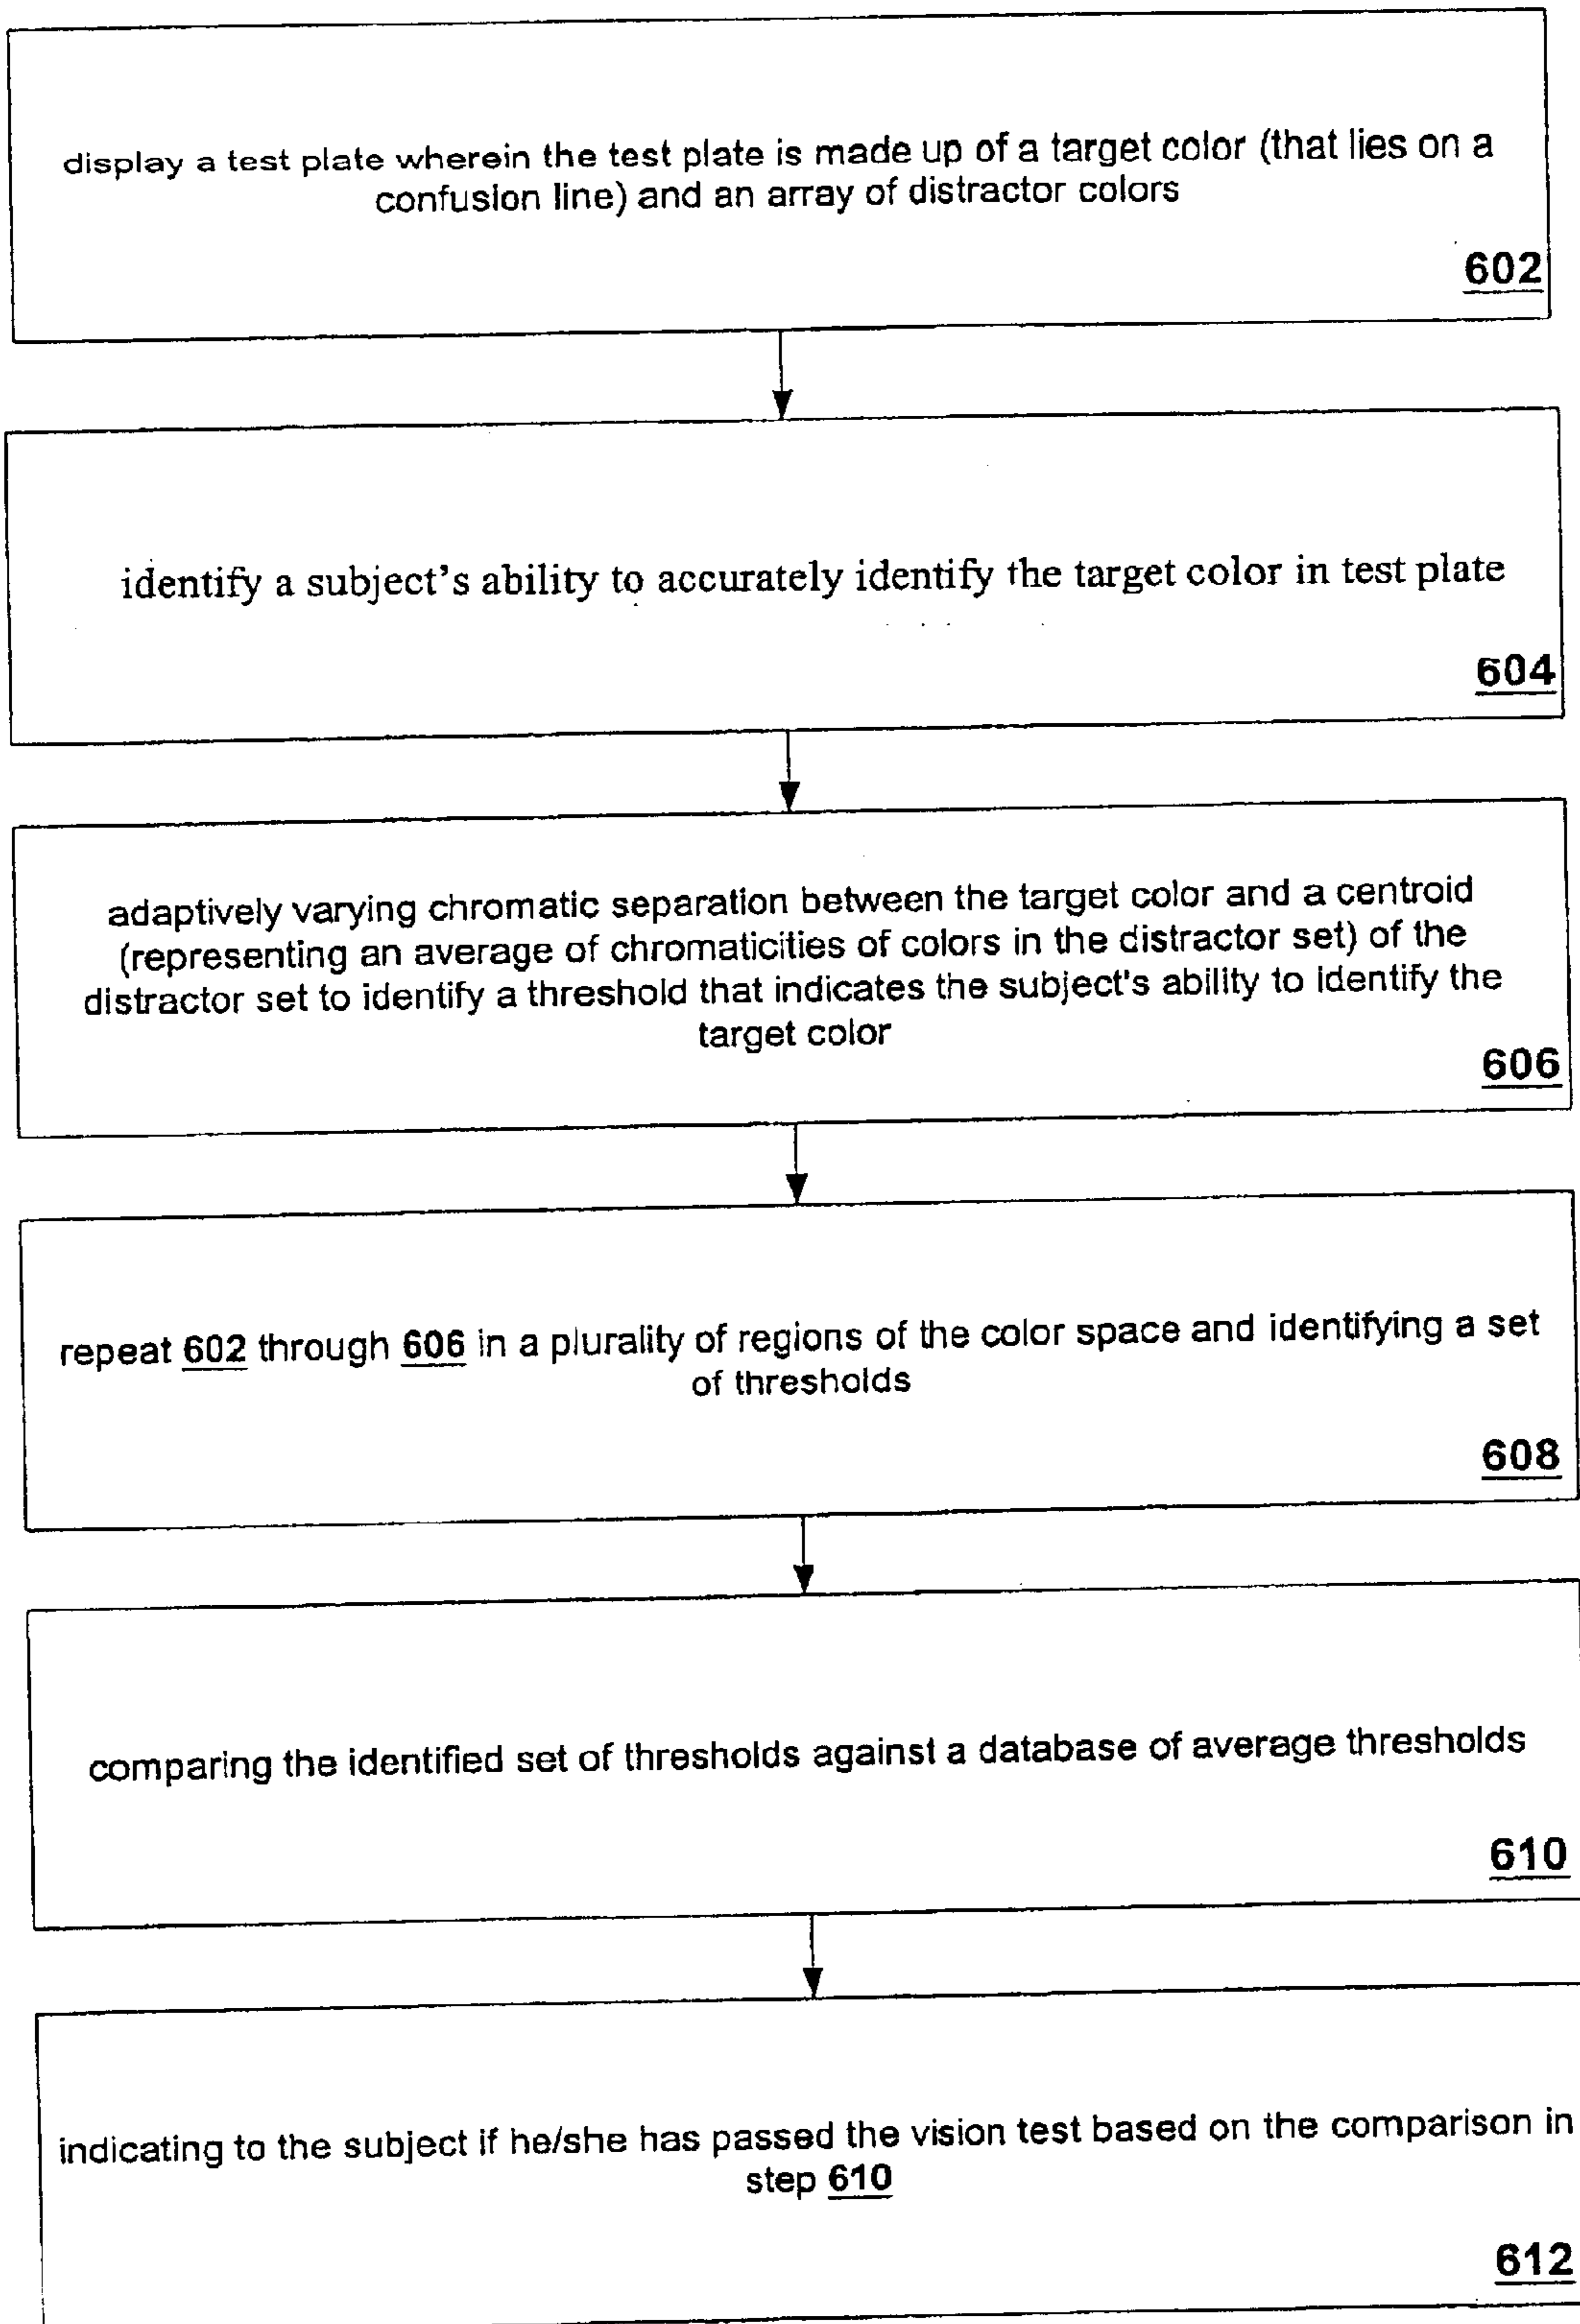 display a test plate wherein the test plate is made up of a target color (that lies on a
confusion line) and an array of distractor colors
602
identify a subject's ability to accurately identify the target color in test plate
604
adaptively varying chromatic separation between the target color and a centroid
(representing an average of chromaticities of colors in the distractor set) of the
distractor set to identify a threshold that indicates the subject's ability to identify the
target color
606
repeat 602 through 606 in a plurality of regions of the color space and identifying a set
of thresholds
608
comparing the identified set of thresholds against a database of average thresholds
610
indicating to the subject if he/she has passed the vision test based on the comparison in
step 610
612